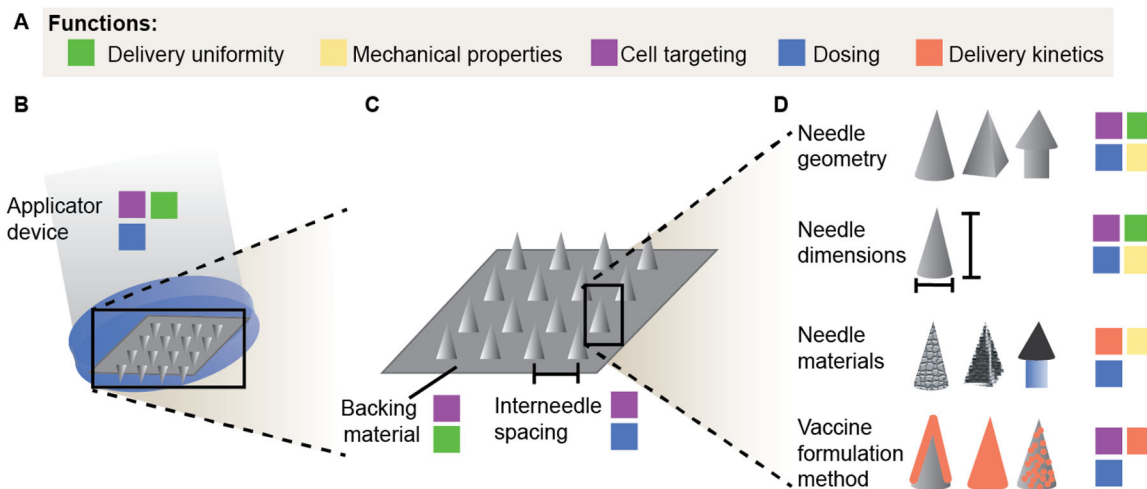 A
Functions:
Delivery uniformity
Mechanical properties
Cell targeting
Dosing
Delivery kinetics
B
C
D
Applicator
device
Backing
material
Interneedle
spacing
Needle
geometry
Needle
dimensions
Needle
materials
Vaccine
formulation
method